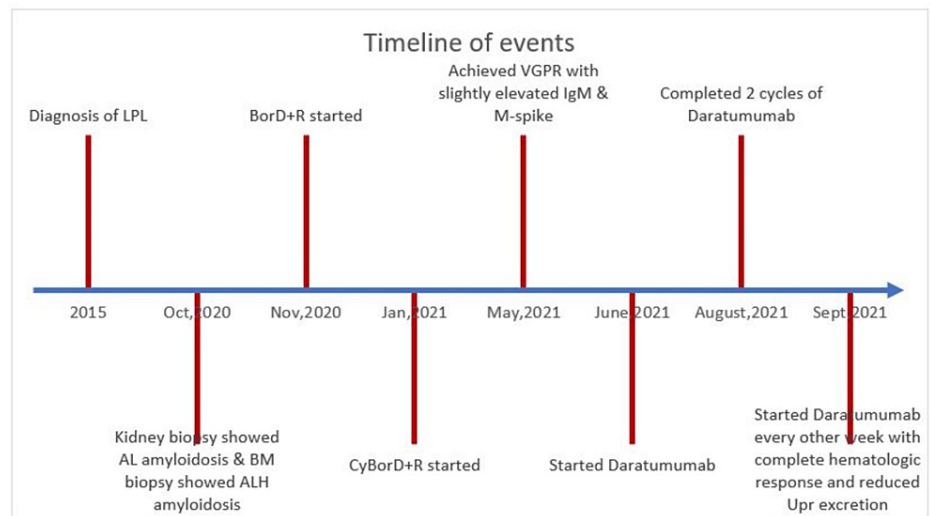 Timeline of events
Achieved VGPR with
slightly elevated IgM &
M-spike
Completed 2 cycles of
Daratumumab
Diagnosis of LPL
BorD+R started
2015
Oct,2020
Nov,2020
Jan,2021
May,2021
June,2021
August,2021
Sept,2021
Kidney biopsy showed
AL amyloidosis & BM
biopsy showed ALH
amyloidosis
CyBorD+R started
Started Daratumumab
Started Daratumumab
every other week with
complete hematologic
response and reduced
Upr excretion